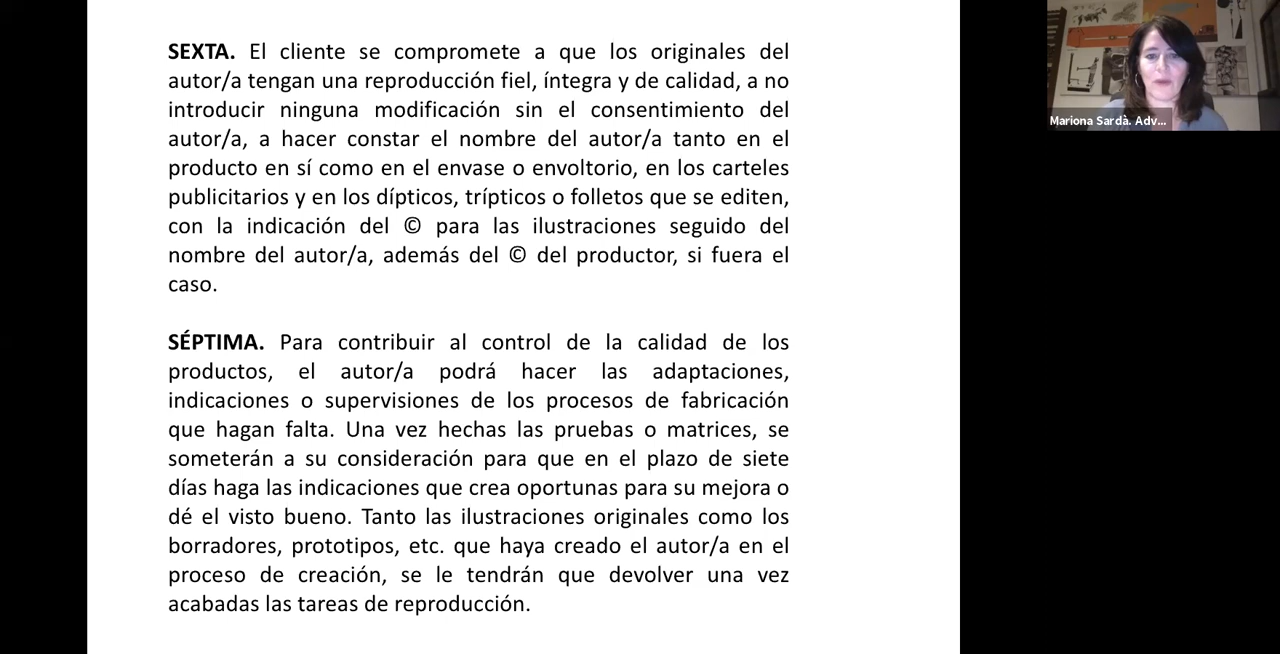 SEXTA. El cliente se compromete a que los originales del
autor/a tengan una reproducción fiel, íntegra y de calidad, a no
introducir ninguna modificación sin el consentimiento del
autor/a, a hacer constar el nombre del autor/a tanto en el
producto en sí como en el envase o envoltorio, en los carteles
publicitarios y en los dípticos, trípticos o folletos que se editen,
con la indicación del © para las ilustraciones seguido del
nombre del autor/a, además del © del productor, si fuera el
caso.
SÉPTIMA. Para contribuir al control de la calidad de los
productos, el autor/a podrá hacer las adaptaciones,
indicaciones o supervisiones de los procesos de fabricación
que hagan falta. Una vez hechas las pruebas o matrices, se
someterán a su consideración para que en el plazo de siete
días haga las indicaciones que crea oportunas para su mejora o
dé el visto bueno. Tanto las ilustraciones originales como los
borradores, prototipos, etc. que haya creado el autor/a en el
proceso de creación, se le tendrán que devolver una vez
acabadas las tareas de reproducción.
Mariona Sardà. Adv...